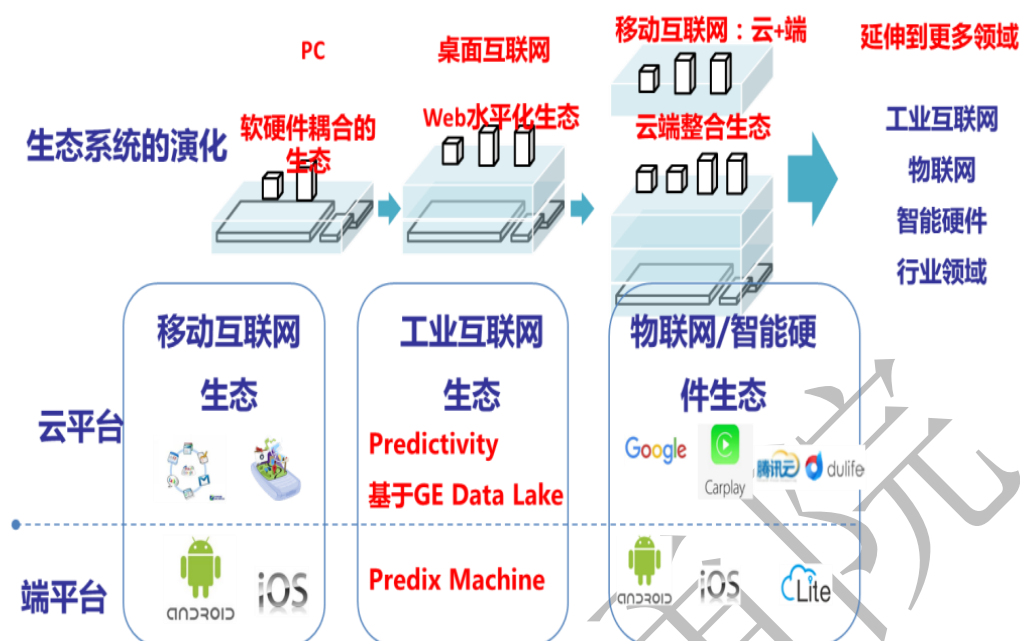 PC
桌面互联网
移动互联网：云+端
延伸到更多领域
生态系统的演化
软硬件耦合的
生态
Web水平化生态
云端整合生态
工业互联网
物联网
智能硬件
行业领域
移动互联网
生态
工业互联网
生态
物联网/智能硬
件生态
云平台
Predictivity
基于GE Data Lake
Google
Carplay
腾讯云
dulife
端平台
ANDROID
iOS
Predix Machine
ANDROID
iOS
Lite
院